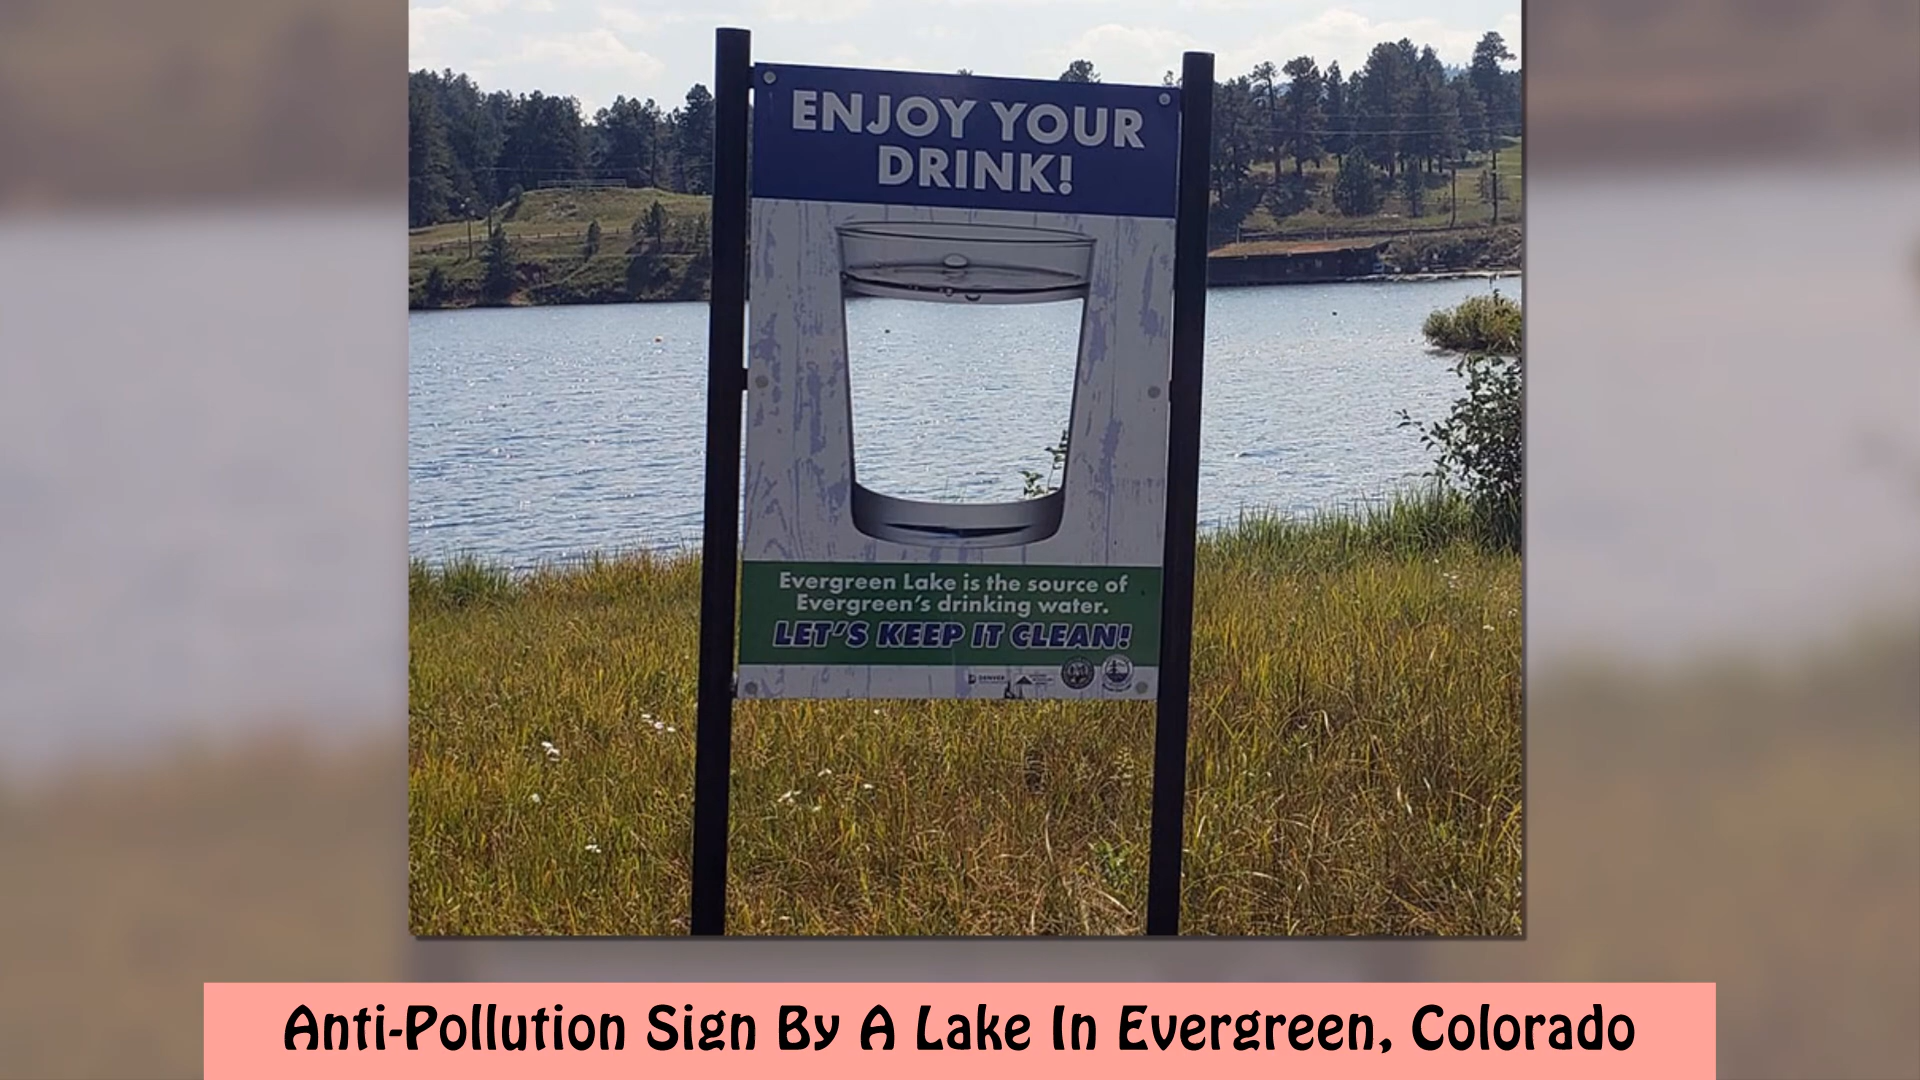 ENJOY YOUR
DRINK!
Evergreen Lake is the source of
Evergreen's drinking water.
LET'S KEEP IT CLEAN!
DENVER
Anti-Pollution Sign By A Lake In Evergreen, Colorado